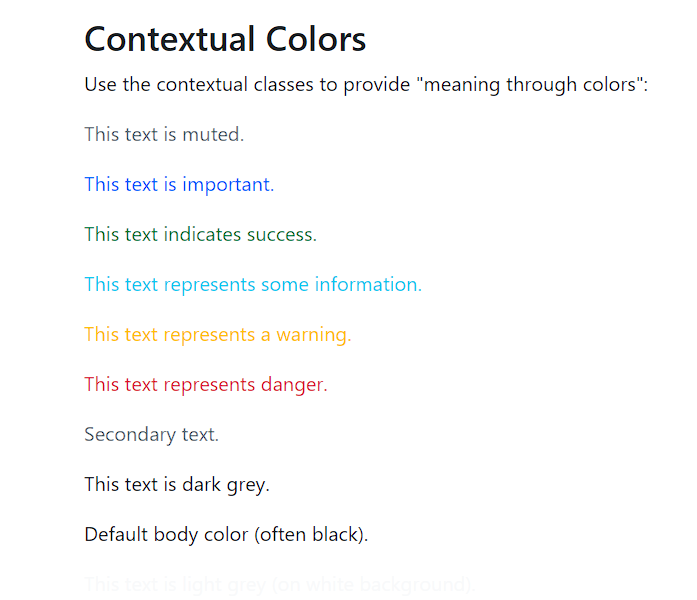 Contextual Colors
Use the contextual classes to provide "meaning through colors":
This text is muted.
This text is important.
This text indicates success.
This text represents some information.
This text represents a warning.
This text represents danger.
Secondary text.
This text is dark grey.
Default body color (often black).
This text is light grey (on white background).